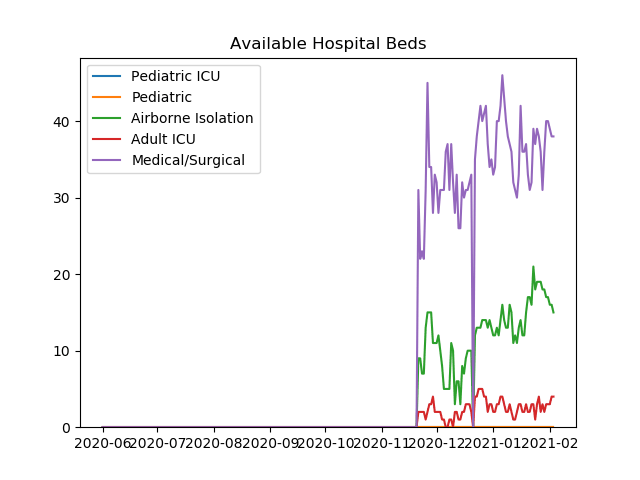 Available Hospital Beds
Pediatric ICU
Pediatric
Airborne Isolation
Adult ICU
Medical/Surgical
40
30
20
10
0
2020-06 2020-07 2020-08 2020-09 2020-10 2020-11 2020-12 2021-01 2021-02